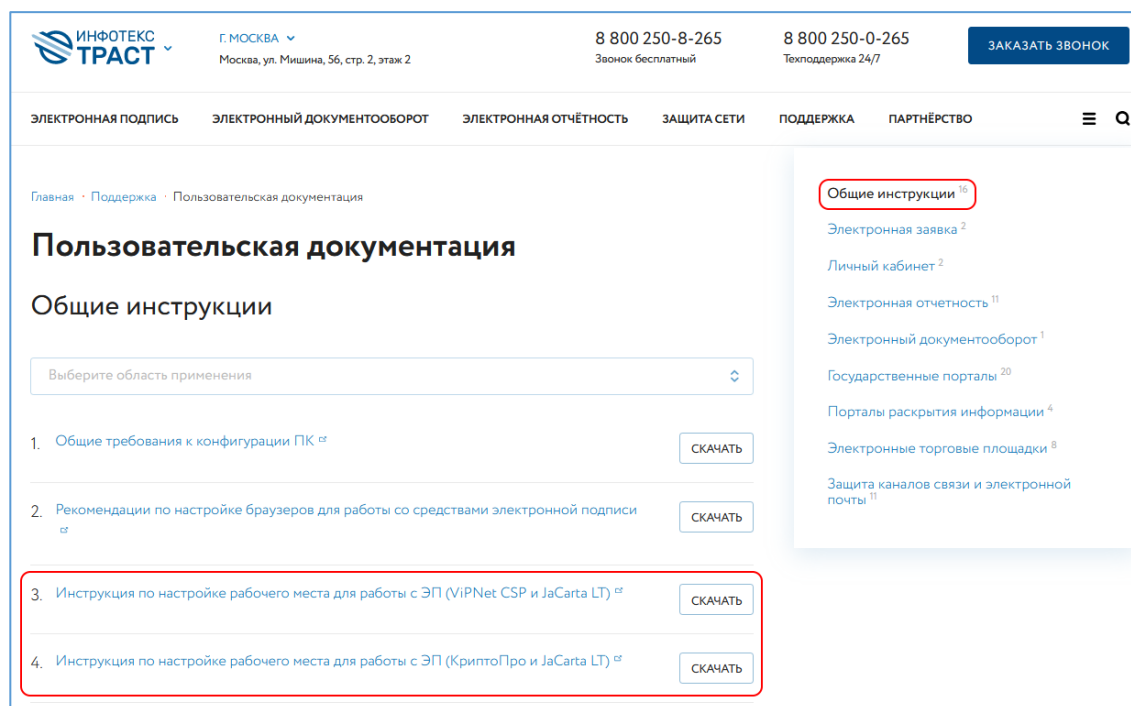 ИНФОТЕКС
ТРАСТ
Г. МОСКВА
Москва, ул. Мишина, 56, стр. 2, этаж 2
8 800 250-8-265
Звонок бесплатный
8 800 250-0-265
Техподдержка 24/7
ЗАКАЗАТЬ ЗВОНОК
ЭЛЕКТРОННАЯ ПОДПИСЬ ЭЛЕКТРОННЫЙ ДОКУМЕНТООБОРОТ ЭЛЕКТРОННАЯ ОТЧЁТНОСТЬ ЗАЩИТА СЕТИ ПОДДЕРЖКА ПАРТНЁРСТВО
Главная · Поддержка · Пользовательская документация
Пользовательская документация
Общие инструкции
Выберите область применения
1. Общие требования к конфигурации ПК СКАЧАТЬ
2. Рекомендации по настройке браузеров для работы со средствами электронной подписи СКАЧАТЬ
3. Инструкция по настройке рабочего места для работы с ЭП (ViPNet CSP и JaCarta LT) СКАЧАТЬ
4. Инструкция по настройке рабочего места для работы с ЭП (КриптоПро и JaCarta LT) СКАЧАТЬ
Общие инструкции 16
Электронная заявка 2
Личный кабинет 2
Электронная отчетность 11
Электронный документооборот 1
Государственные порталы 20
Порталы раскрытия информации 4
Электронные торговые площадки 8
Защита каналов связи и электронной
почты 11